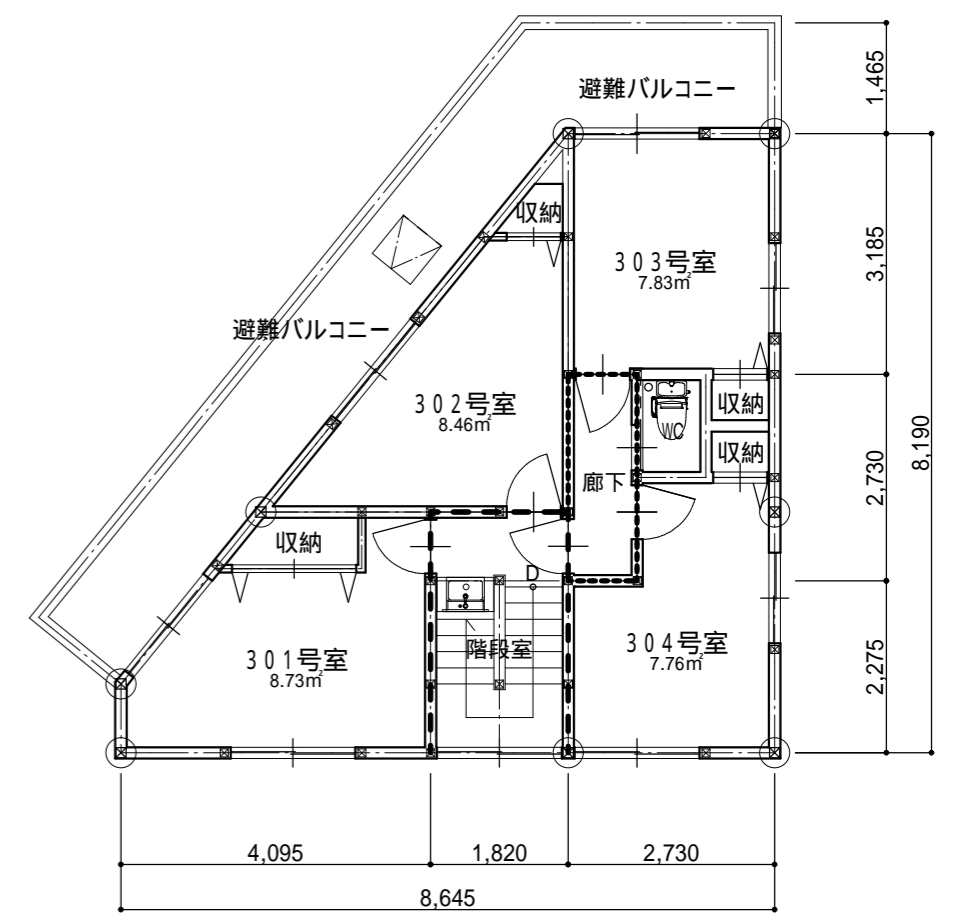 避難バルコニー
1,465
収納
303号室
7.83㎡
3,185
避難バルコニー
302号室
8.46㎡
WC
収納
収納
廊下
2,730
8,190
収納
D
階段室
301号室
8.73㎡
304号室
7.76㎡
2,275
4,095
1,820
2,730
8,645